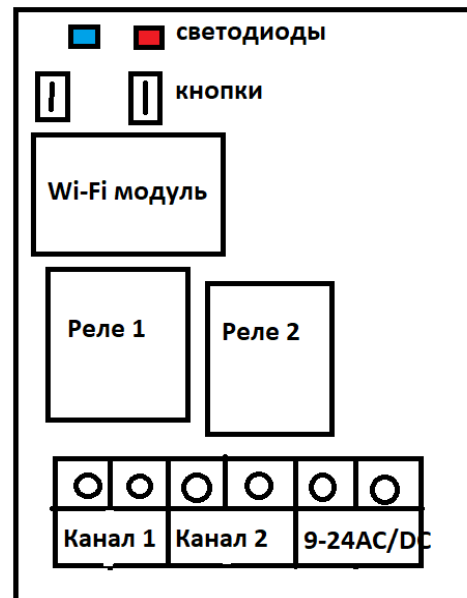 светодиоды
кнопки
Wi-Fi модуль
Реле 1
Реле 2
Канал 1
Канал 2
9-24AC/DC